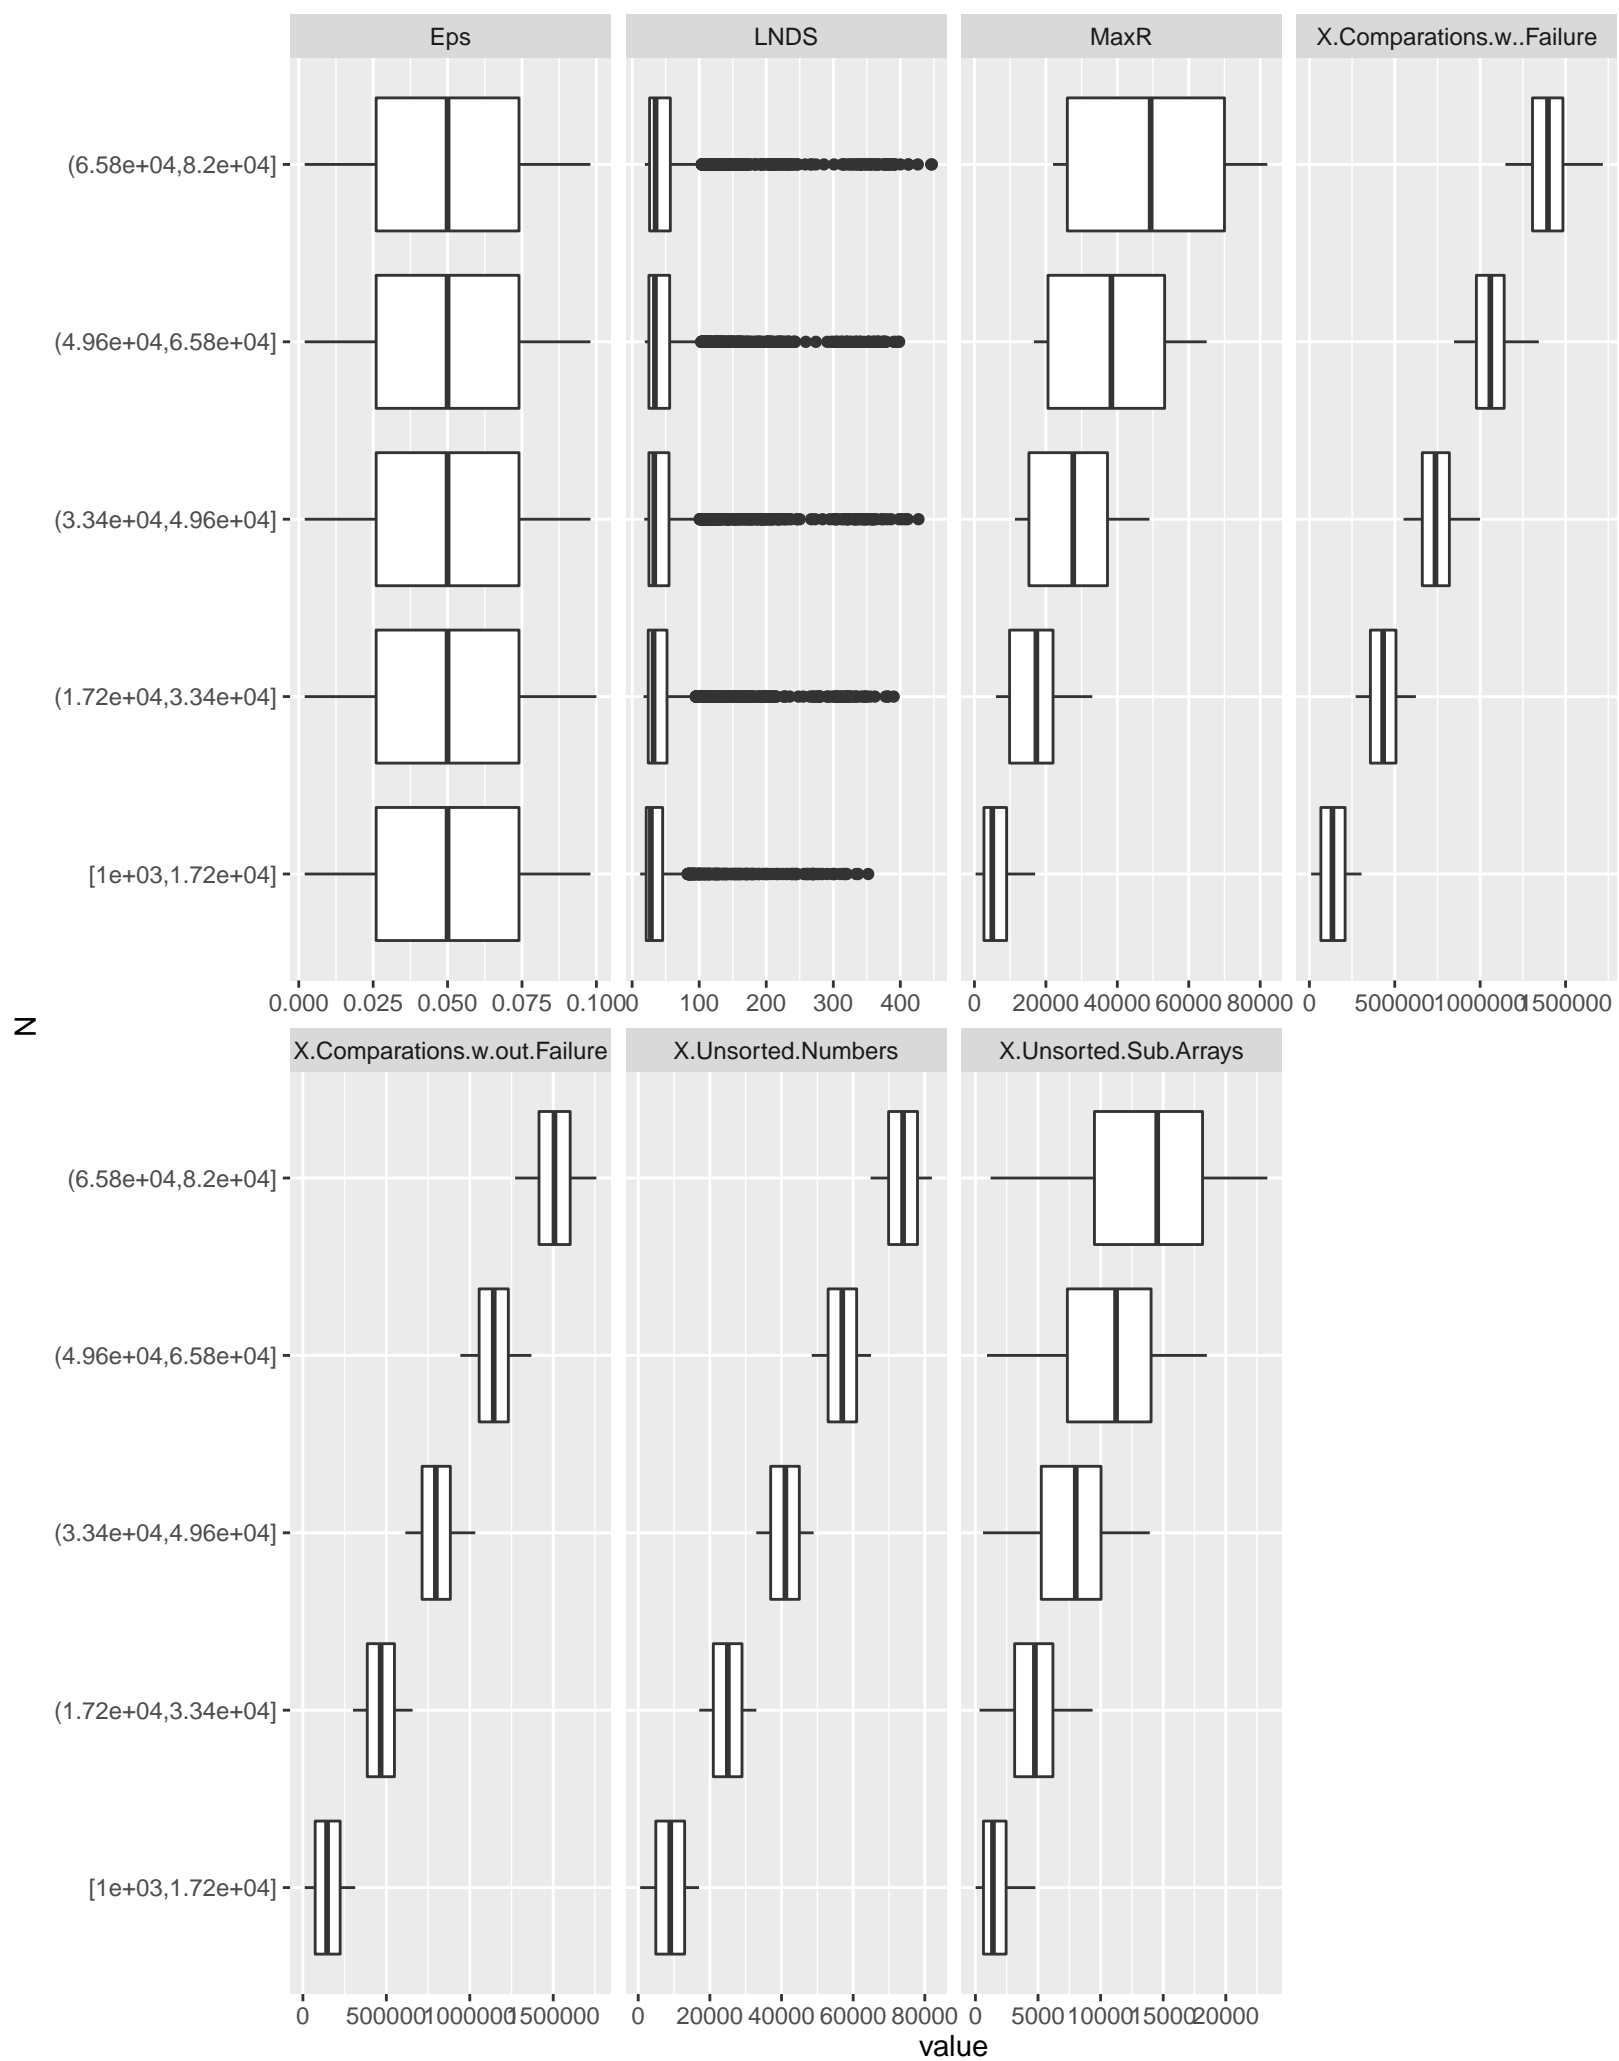 Eps LNDS MaxR X.Comparations.w..Failure
(6.58e+04,8.2e+04]
(4.96e+04,6.58e+04]
(3.34e+04,4.96e+04]
(1.72e+04,3.34e+04]
[1e+03,1.72e+04]
0.000 0.025 0.050 0.075 0.100 0 100 200 300 400 0 20000 40000 60000 80000 0 500000 1000000 1500000
N
X.Comparations.w.out.Failure X.Unsorted.Numbers X.Unsorted.Sub.Arrays
(6.58e+04,8.2e+04]
(4.96e+04,6.58e+04]
(3.34e+04,4.96e+04]
(1.72e+04,3.34e+04]
[1e+03,1.72e+04]
0 500000 1000000 1500000 0 20000 40000 60000 80000 0 5000 10000 15000 20000
value